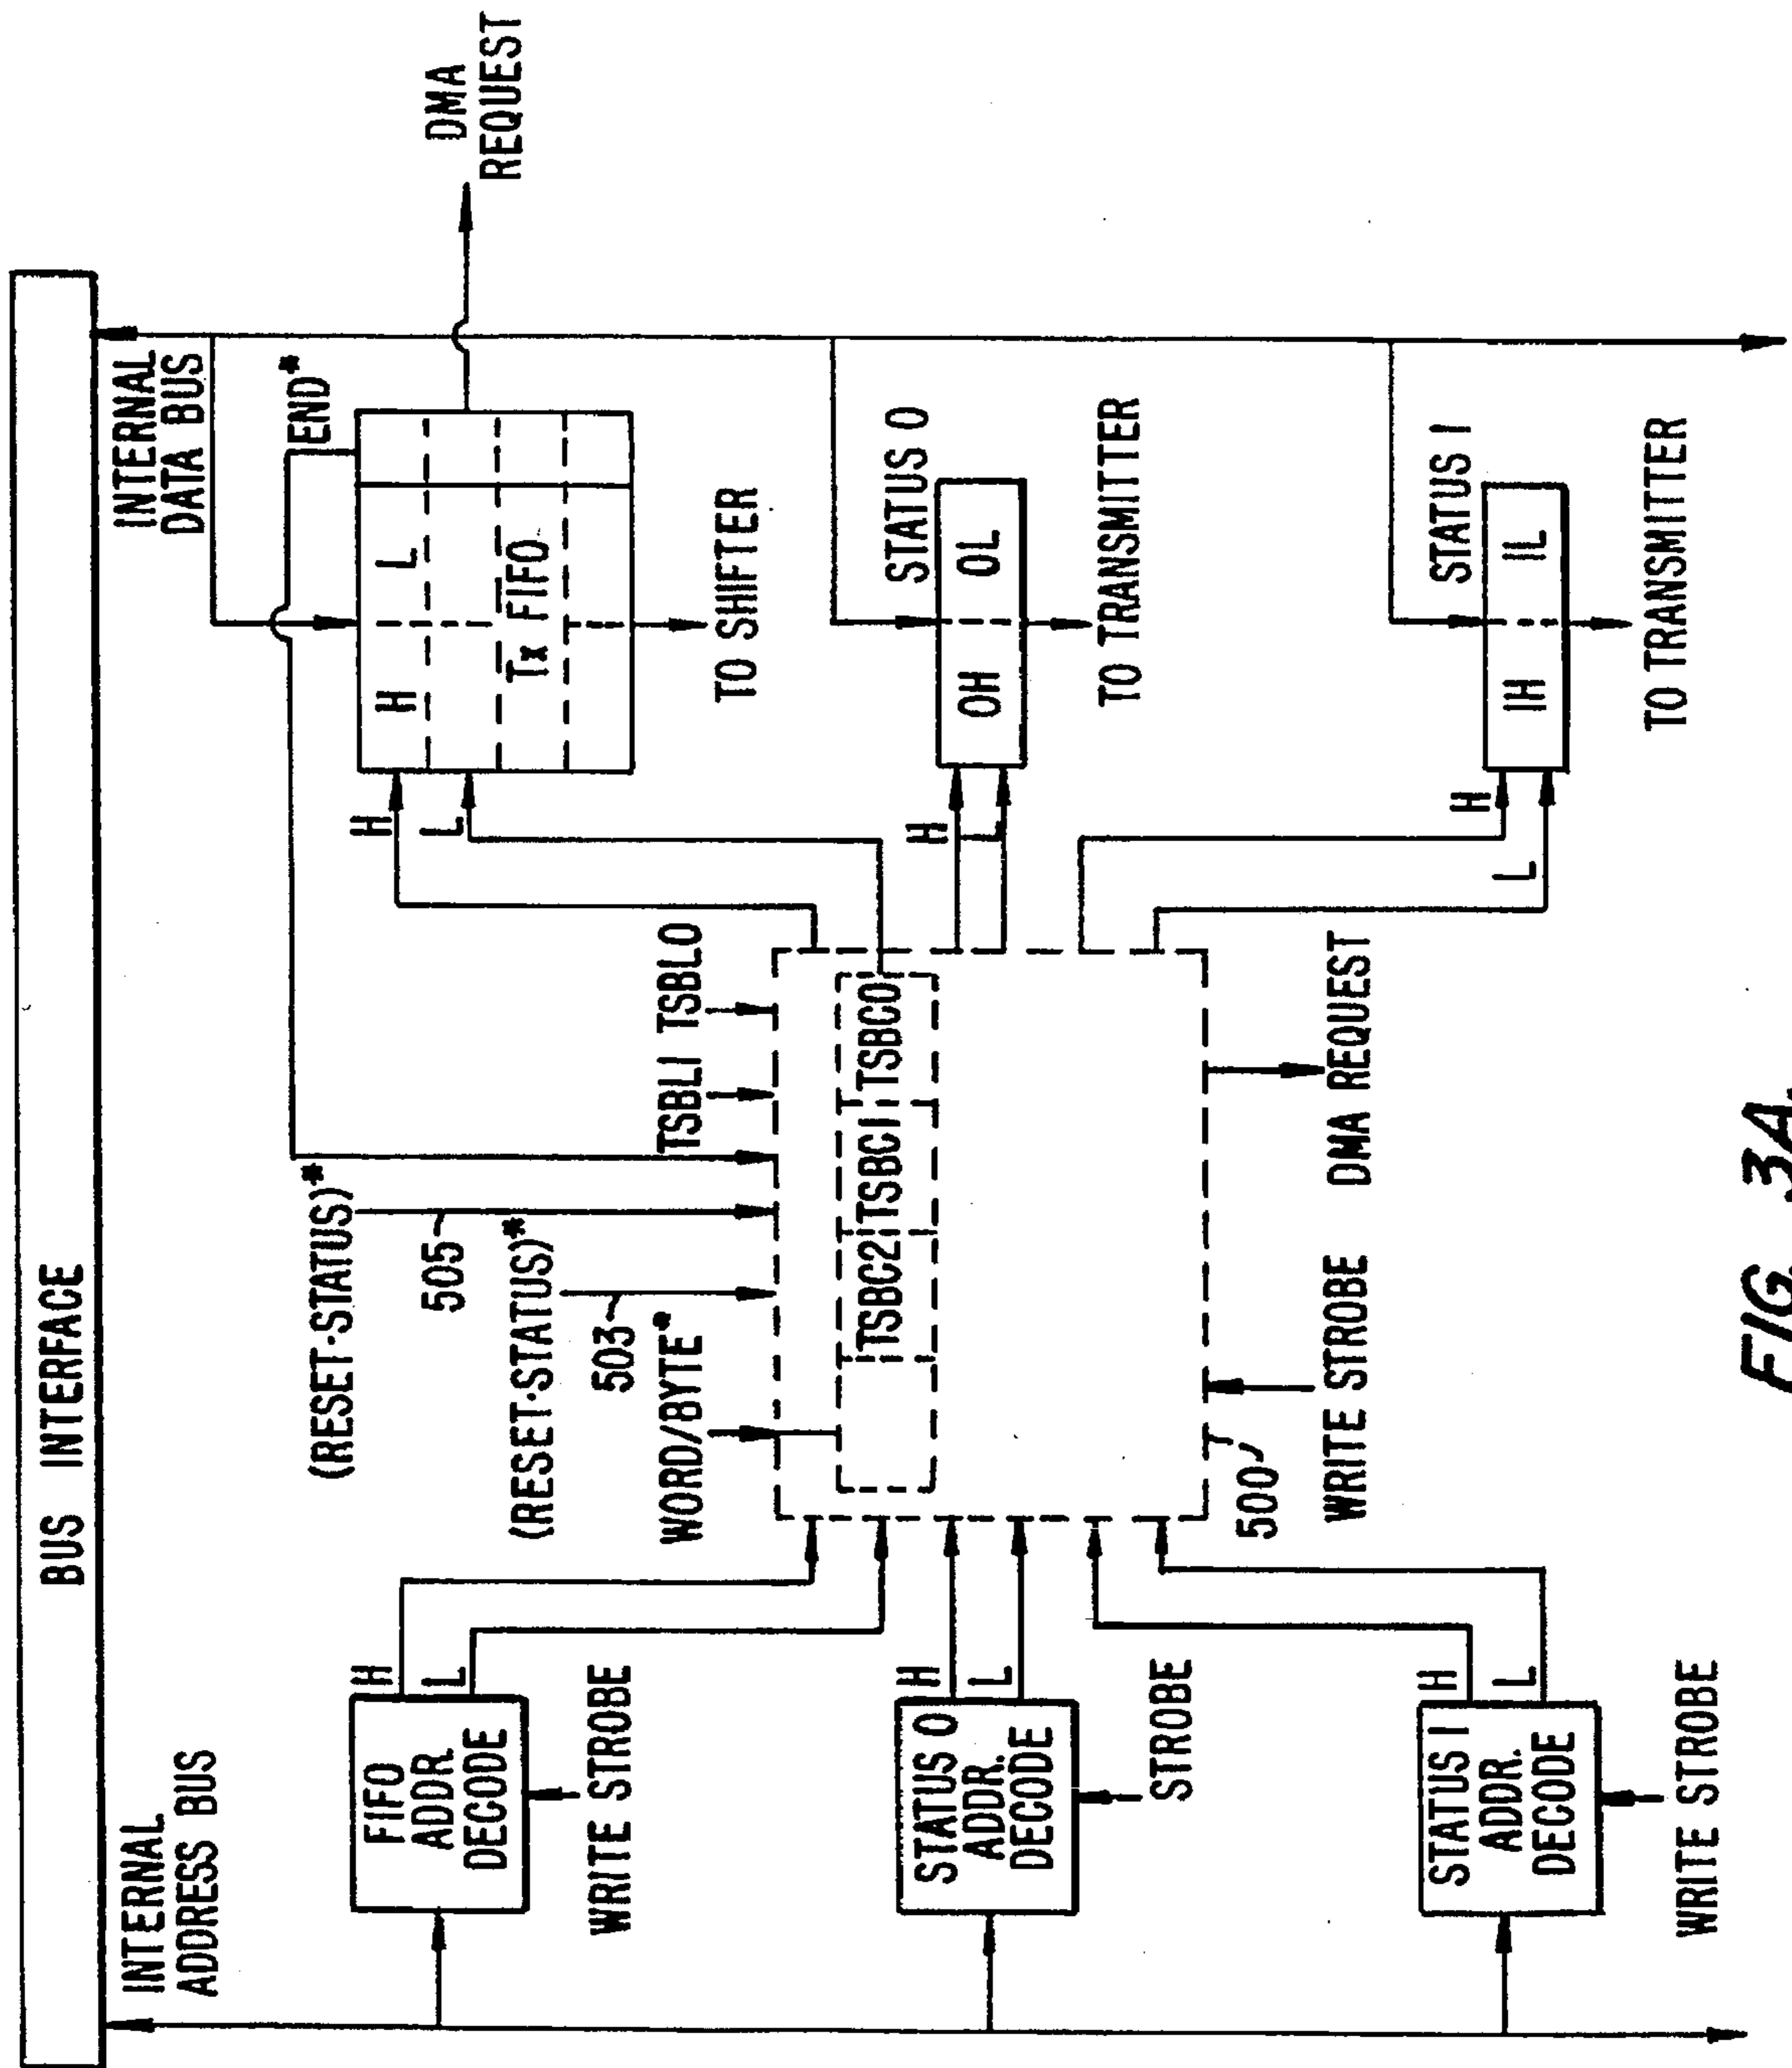 BUS INTERFACE
INTERNAL
ADDRESS BUS
INTERNAL
DATA BUS
FIFO
ADDR.
DECODE
H
L
WRITE STROBE
STATUS 0
ADDR.
DECODE
H
L
STROBE
STATUS 1
ADDR.
DECODE
H
L
WRITE STROBE
(RESET·STATUS)*
505
(RESET·STATUS)*
503
WORD/BYTE*
TSBL1 TSBL0
TSBC2 TSBC1 TSBC0
500
WRITE STROBE
DMA REQUEST
END*
H
L
H L
Tx FIFO
TO SHIFTER
DMA
REQUEST
H
L
STATUS 0
0H 0L
TO TRANSMITTER
H
L
STATUS 1
1H 1L
TO TRANSMITTER
FIG. 3A.